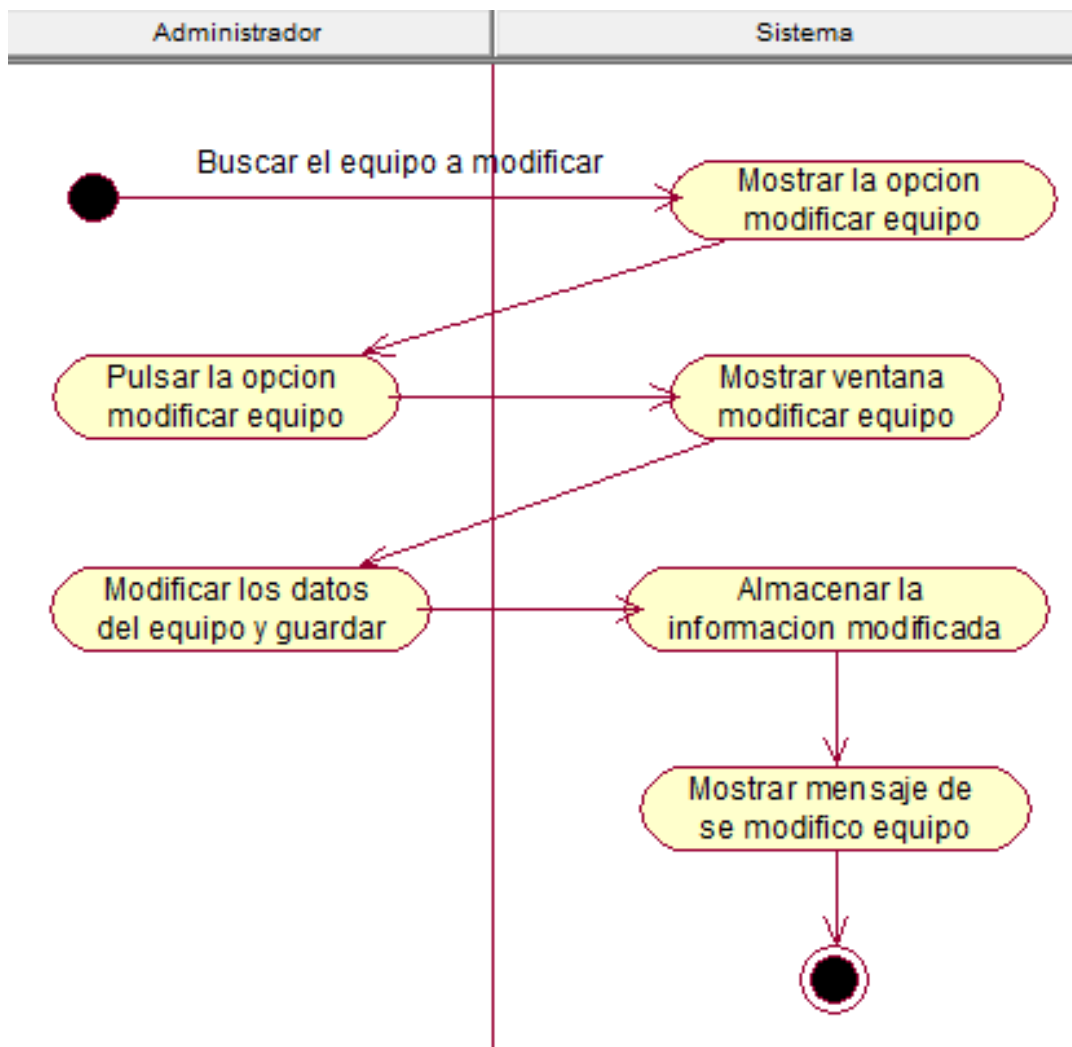 Administrador
Sistema
Buscar el equipo a modificar
Mostrar la opcion
modificar equipo
Pulsar la opcion
modificar equipo
Mostrar ventana
modificar equipo
Modificar los datos
del equipo y guardar
Almacenar la
informacion modificada
Mostrar mensaje de
se modifico equipo